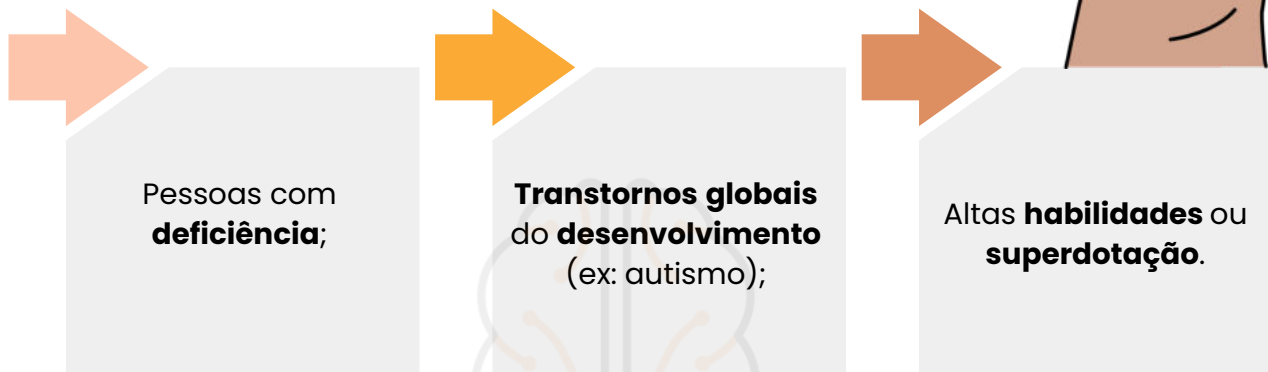 Pessoas com
deficiência;
Transtornos globais
do desenvolvimento
(ex: autismo);
Altas habilidades ou
superdotação.